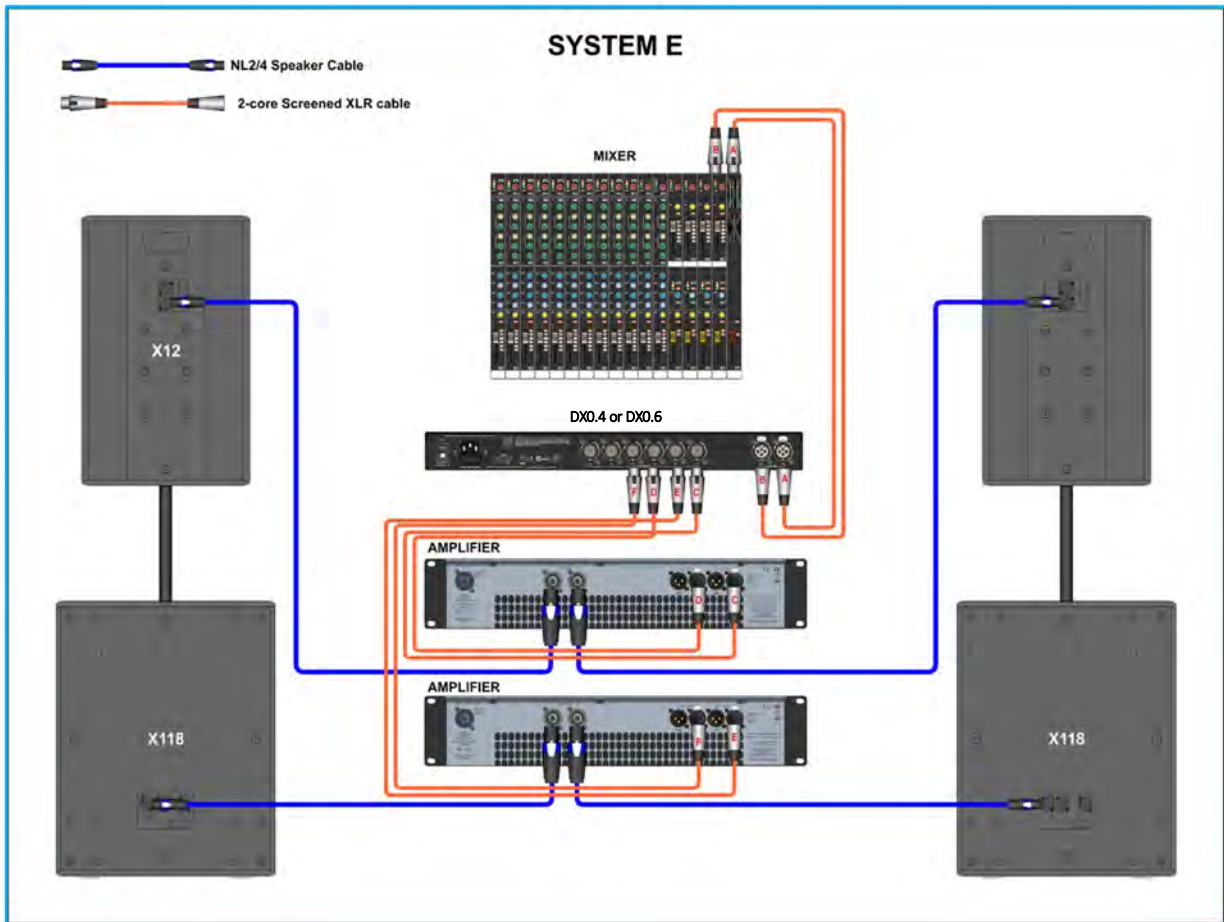 SYSTEM E
NL2/4 Speaker Cable
2-core Screened XLR cable
MIXER
B A
X12
DX0.4 or DX0.6
F D E C B A
AMPLIFIER
D C
AMPLIFIER
F E
X118
X118